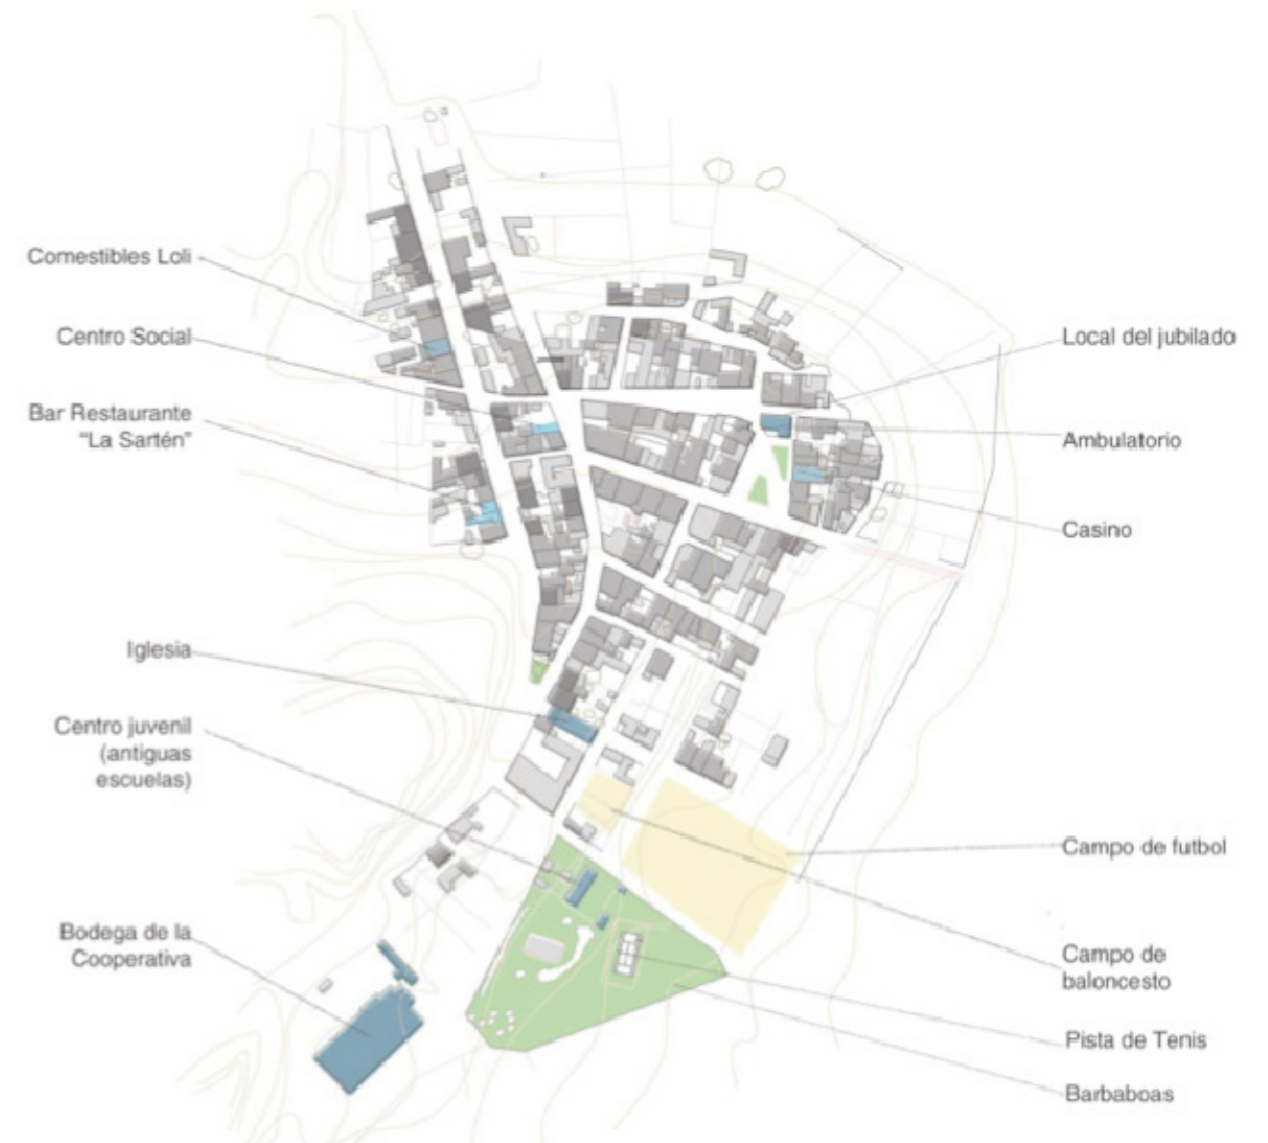 Comestibles Loli
Centro Social
Bar Restaurante
“La Sartén”
Iglesia
Centro juvenil
(antiguas
escuelas)
Bodega de la
Cooperativa
Local del jubilado
Ambulatorio
Casino
Campo de futbol
Campo de
baloncesto
Pista de Tenis
Barbaboas